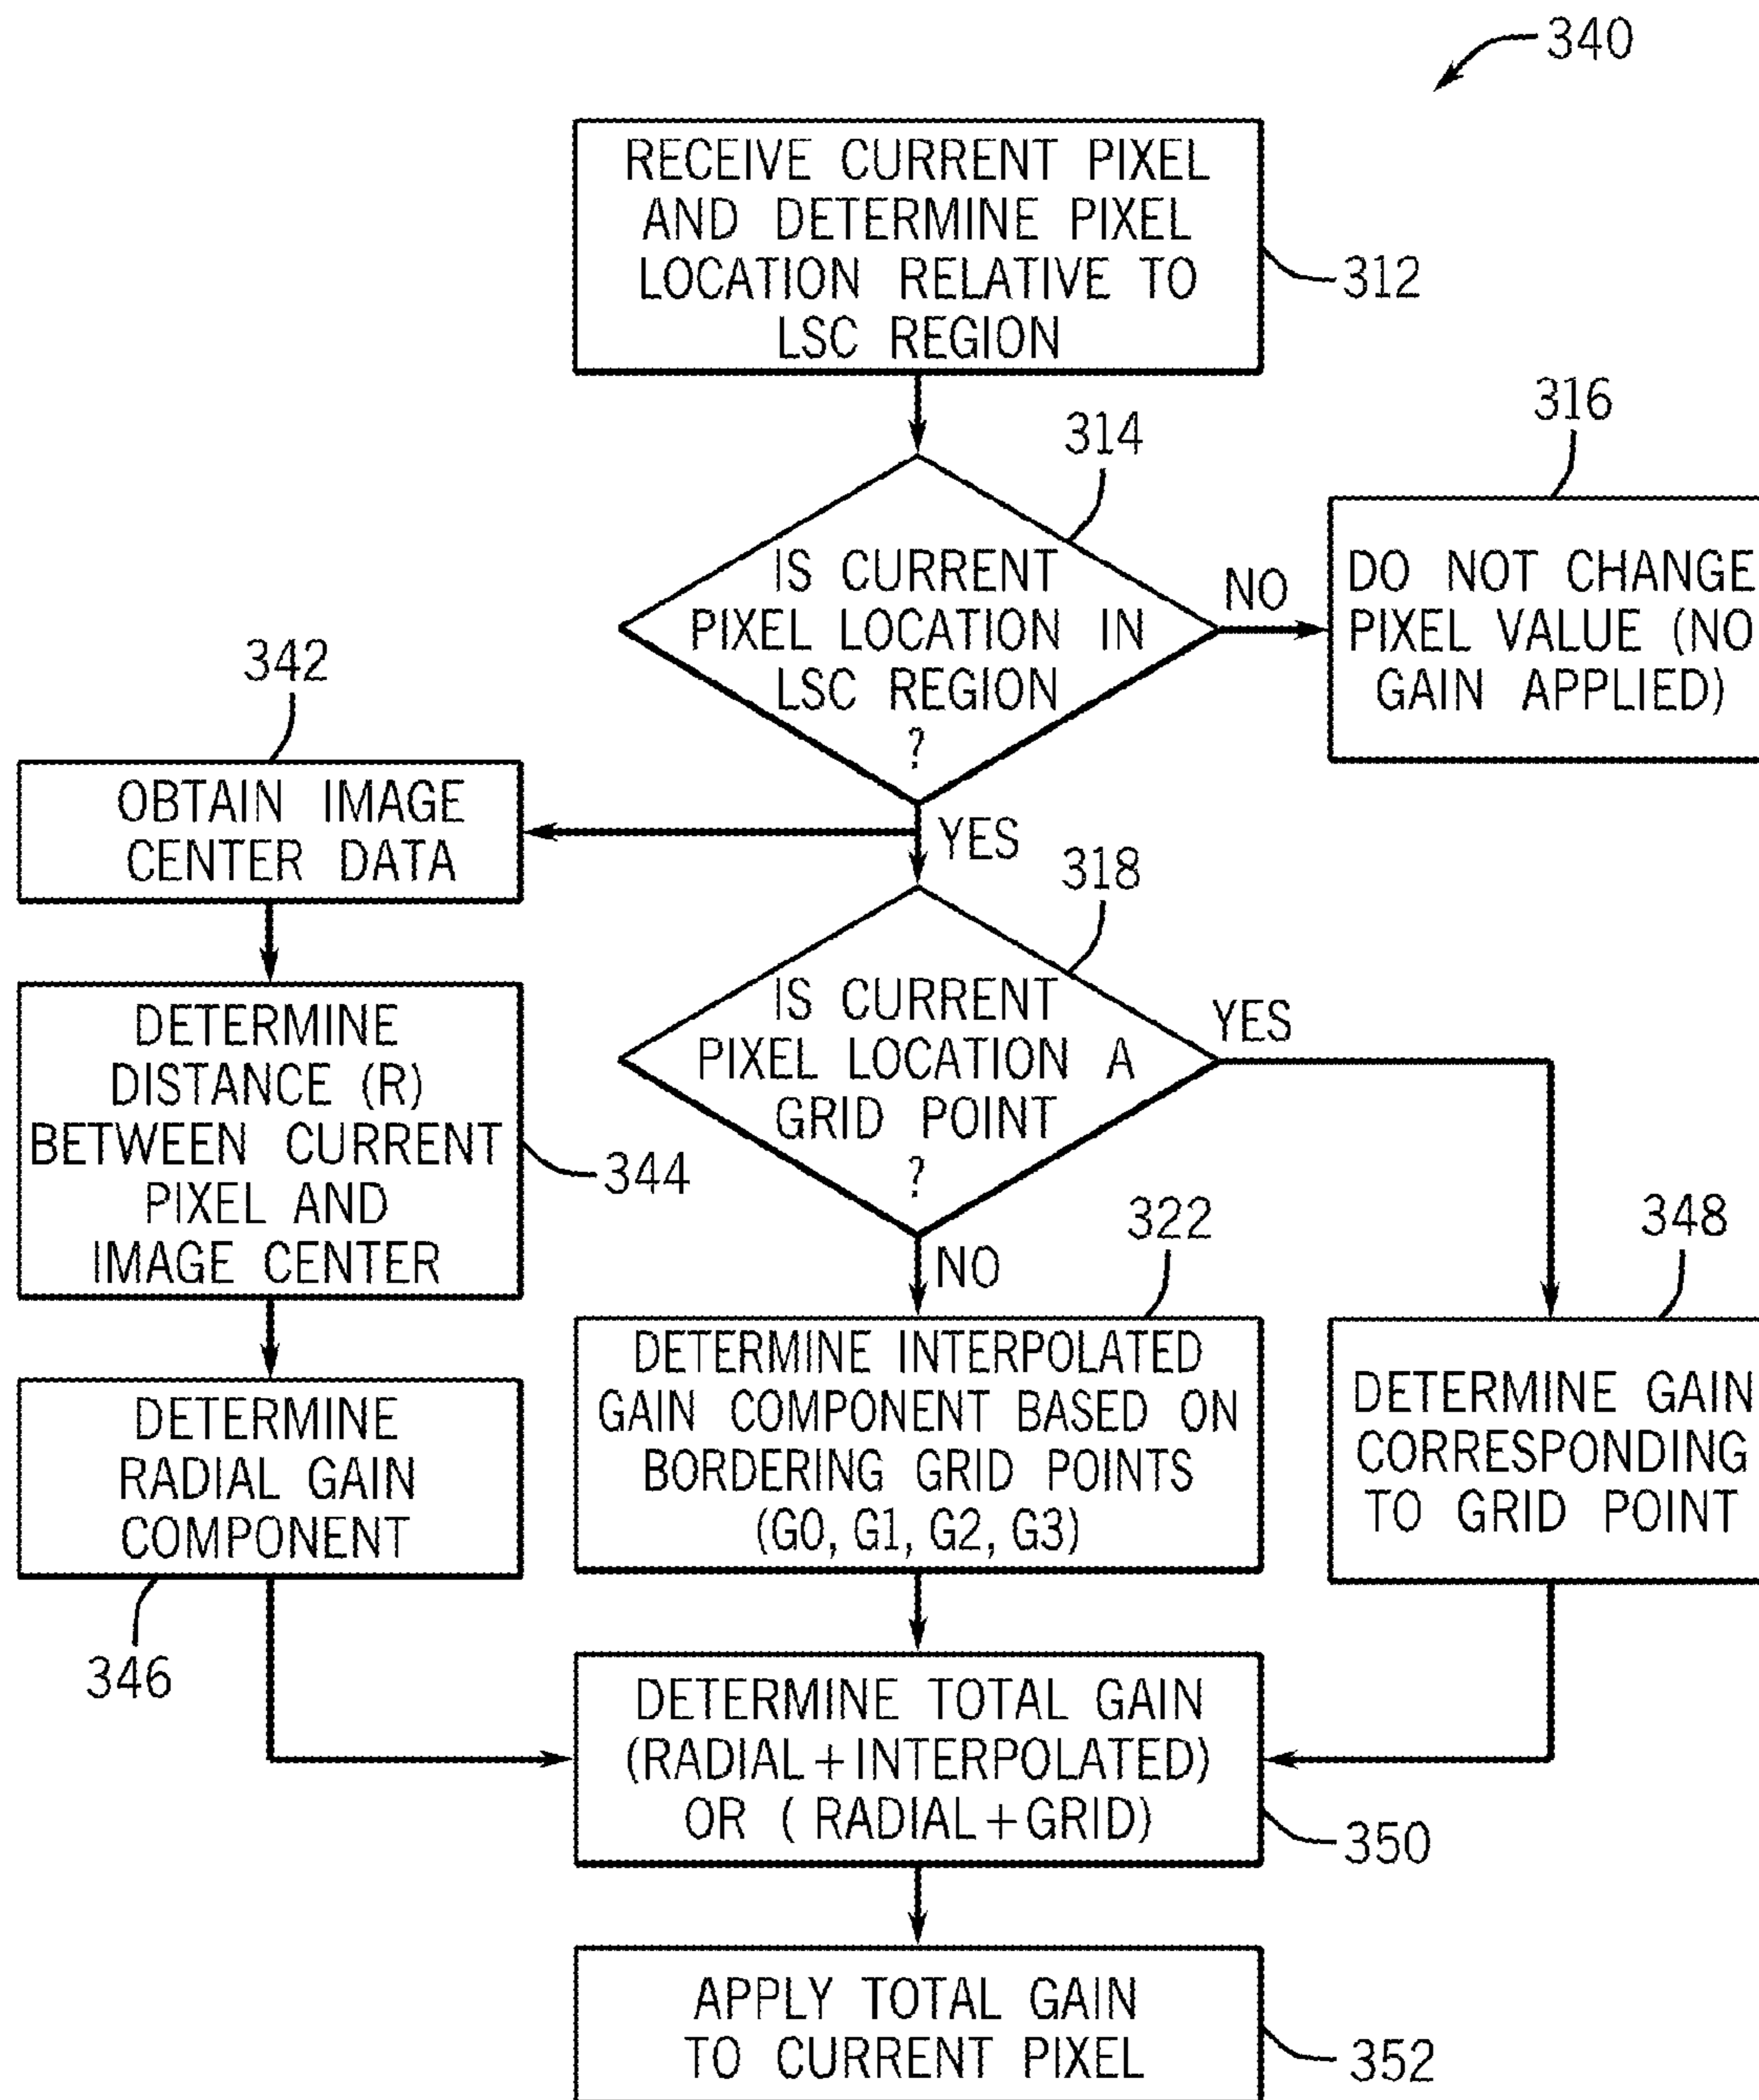 340
RECEIVE CURRENT PIXEL
AND DETERMINE PIXEL
LOCATION RELATIVE TO
LSC REGION
312
314
316
IS CURRENT
PIXEL LOCATION IN
LSC REGION
?
NO
DO NOT CHANGE
PIXEL VALUE (NO
GAIN APPLIED)
342
OBTAIN IMAGE
CENTER DATA
YES
318
IS CURRENT
PIXEL LOCATION A
GRID POINT
?
YES
DETERMINE
DISTANCE (R)
BETWEEN CURRENT
PIXEL AND
IMAGE CENTER
344
NO
322
348
DETERMINE
RADIAL GAIN
COMPONENT
346
DETERMINE INTERPOLATED
GAIN COMPONENT BASED ON
BORDERING GRID POINTS
(G0, G1, G2, G3)
DETERMINE GAIN
CORRESPONDING
TO GRID POINT
DETERMINE TOTAL GAIN
(RADIAL+INTERPOLATED)
OR ( RADIAL+GRID)
350
APPLY TOTAL GAIN
TO CURRENT PIXEL
352